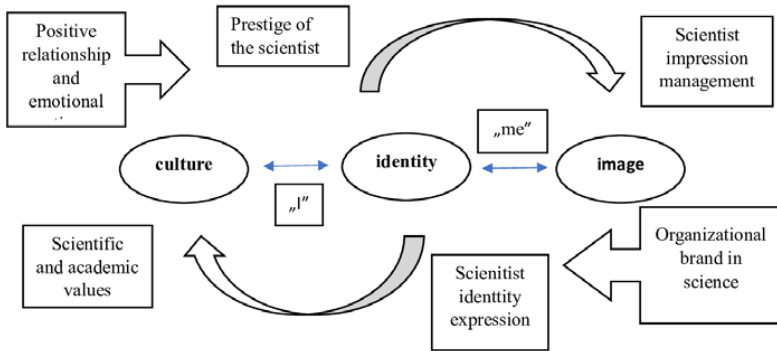 Positive
relationship
and
emotional
Prestige of
the scientist
Scientist
impression
management
„me”
culture
identity
image
„I”
Scientific
and academic
values
Scienitist
identtity
expression
Organizational
brand in
science